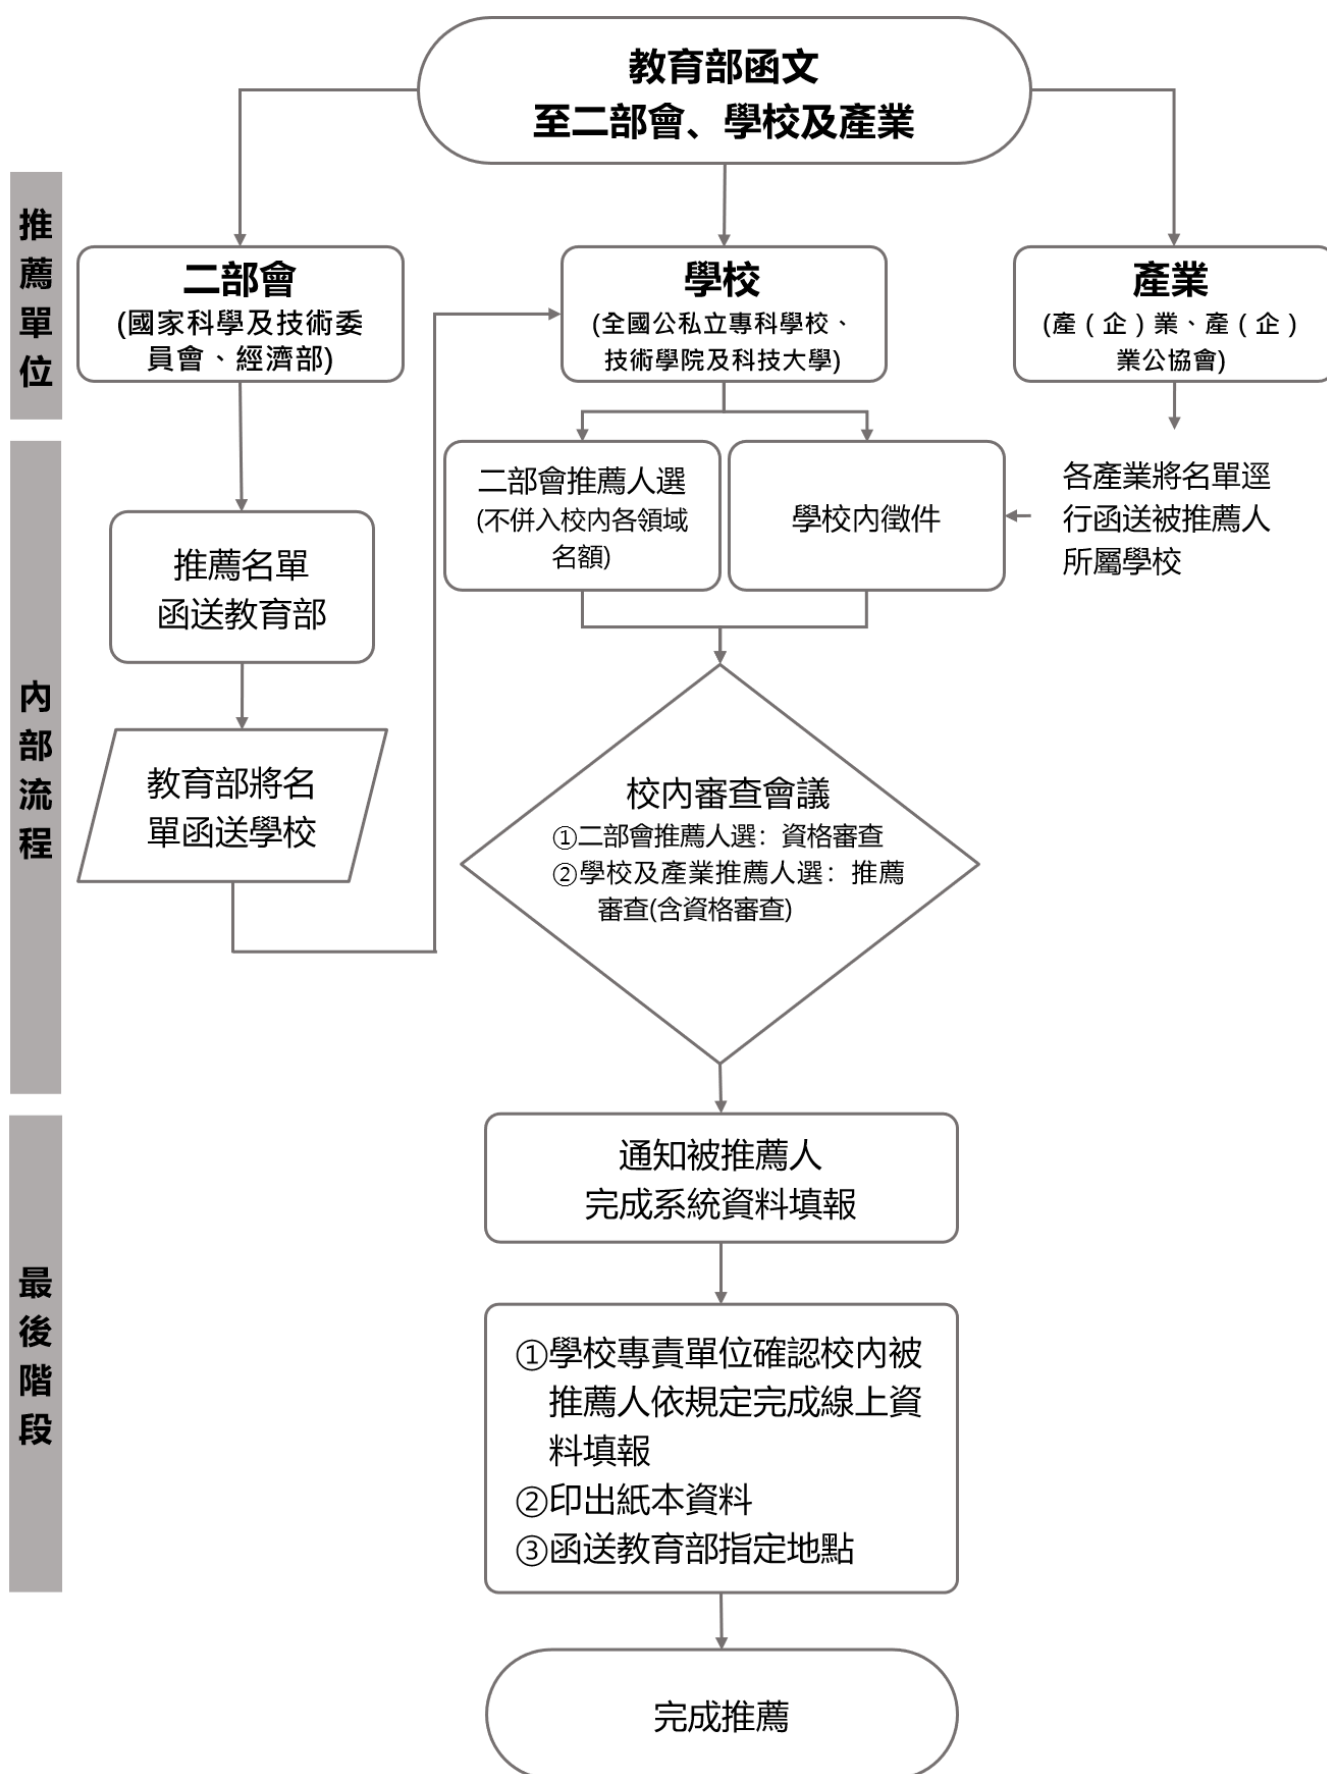 教育部函文
至二部會、學校及產業
推薦單位
二部會
(國家科學及技術委
員會、經濟部)
學校
(全國公私立專科學校、
技術學院及科技大學)
產業
(產（企）業、產（企）
業公協會)
內部流程
推薦名單
函送教育部
教育部將名
單函送學校
二部會推薦人選
(不併入校內各領域
名額)
學校內徵件
各產業將名單逕
行函送被推薦人
所屬學校
校內審查會議
①二部會推薦人選：資格審查
②學校及產業推薦人選：推薦
審查(含資格審查)
最後階段
通知被推薦人
完成系統資料填報
①學校專責單位確認校內被
推薦人依規定完成線上資
料填報
②印出紙本資料
③函送教育部指定地點
完成推薦